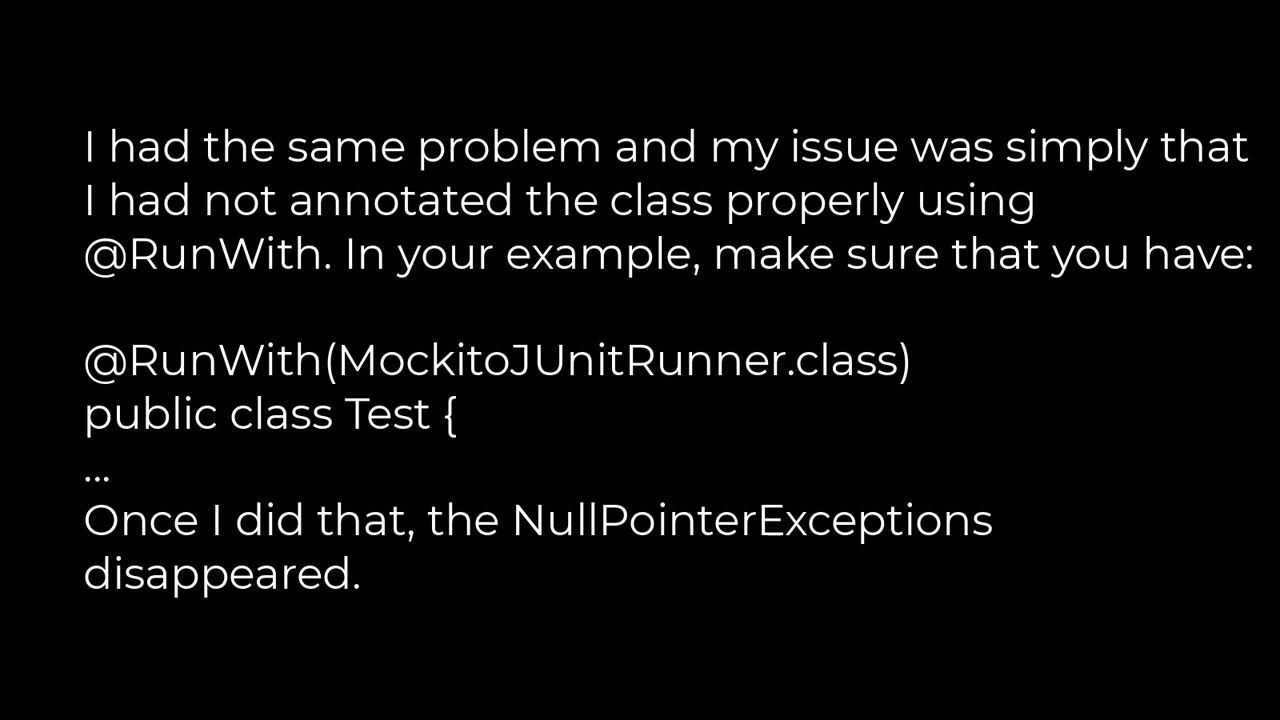 I had the same problem and my issue was simply that
I had not annotated the class properly using
@RunWith. In your example, make sure that you have:
@RunWith(MockitoJUnitRunner.class)
public class Test {
...
Once I did that, the NullPointerExceptions
disappeared.